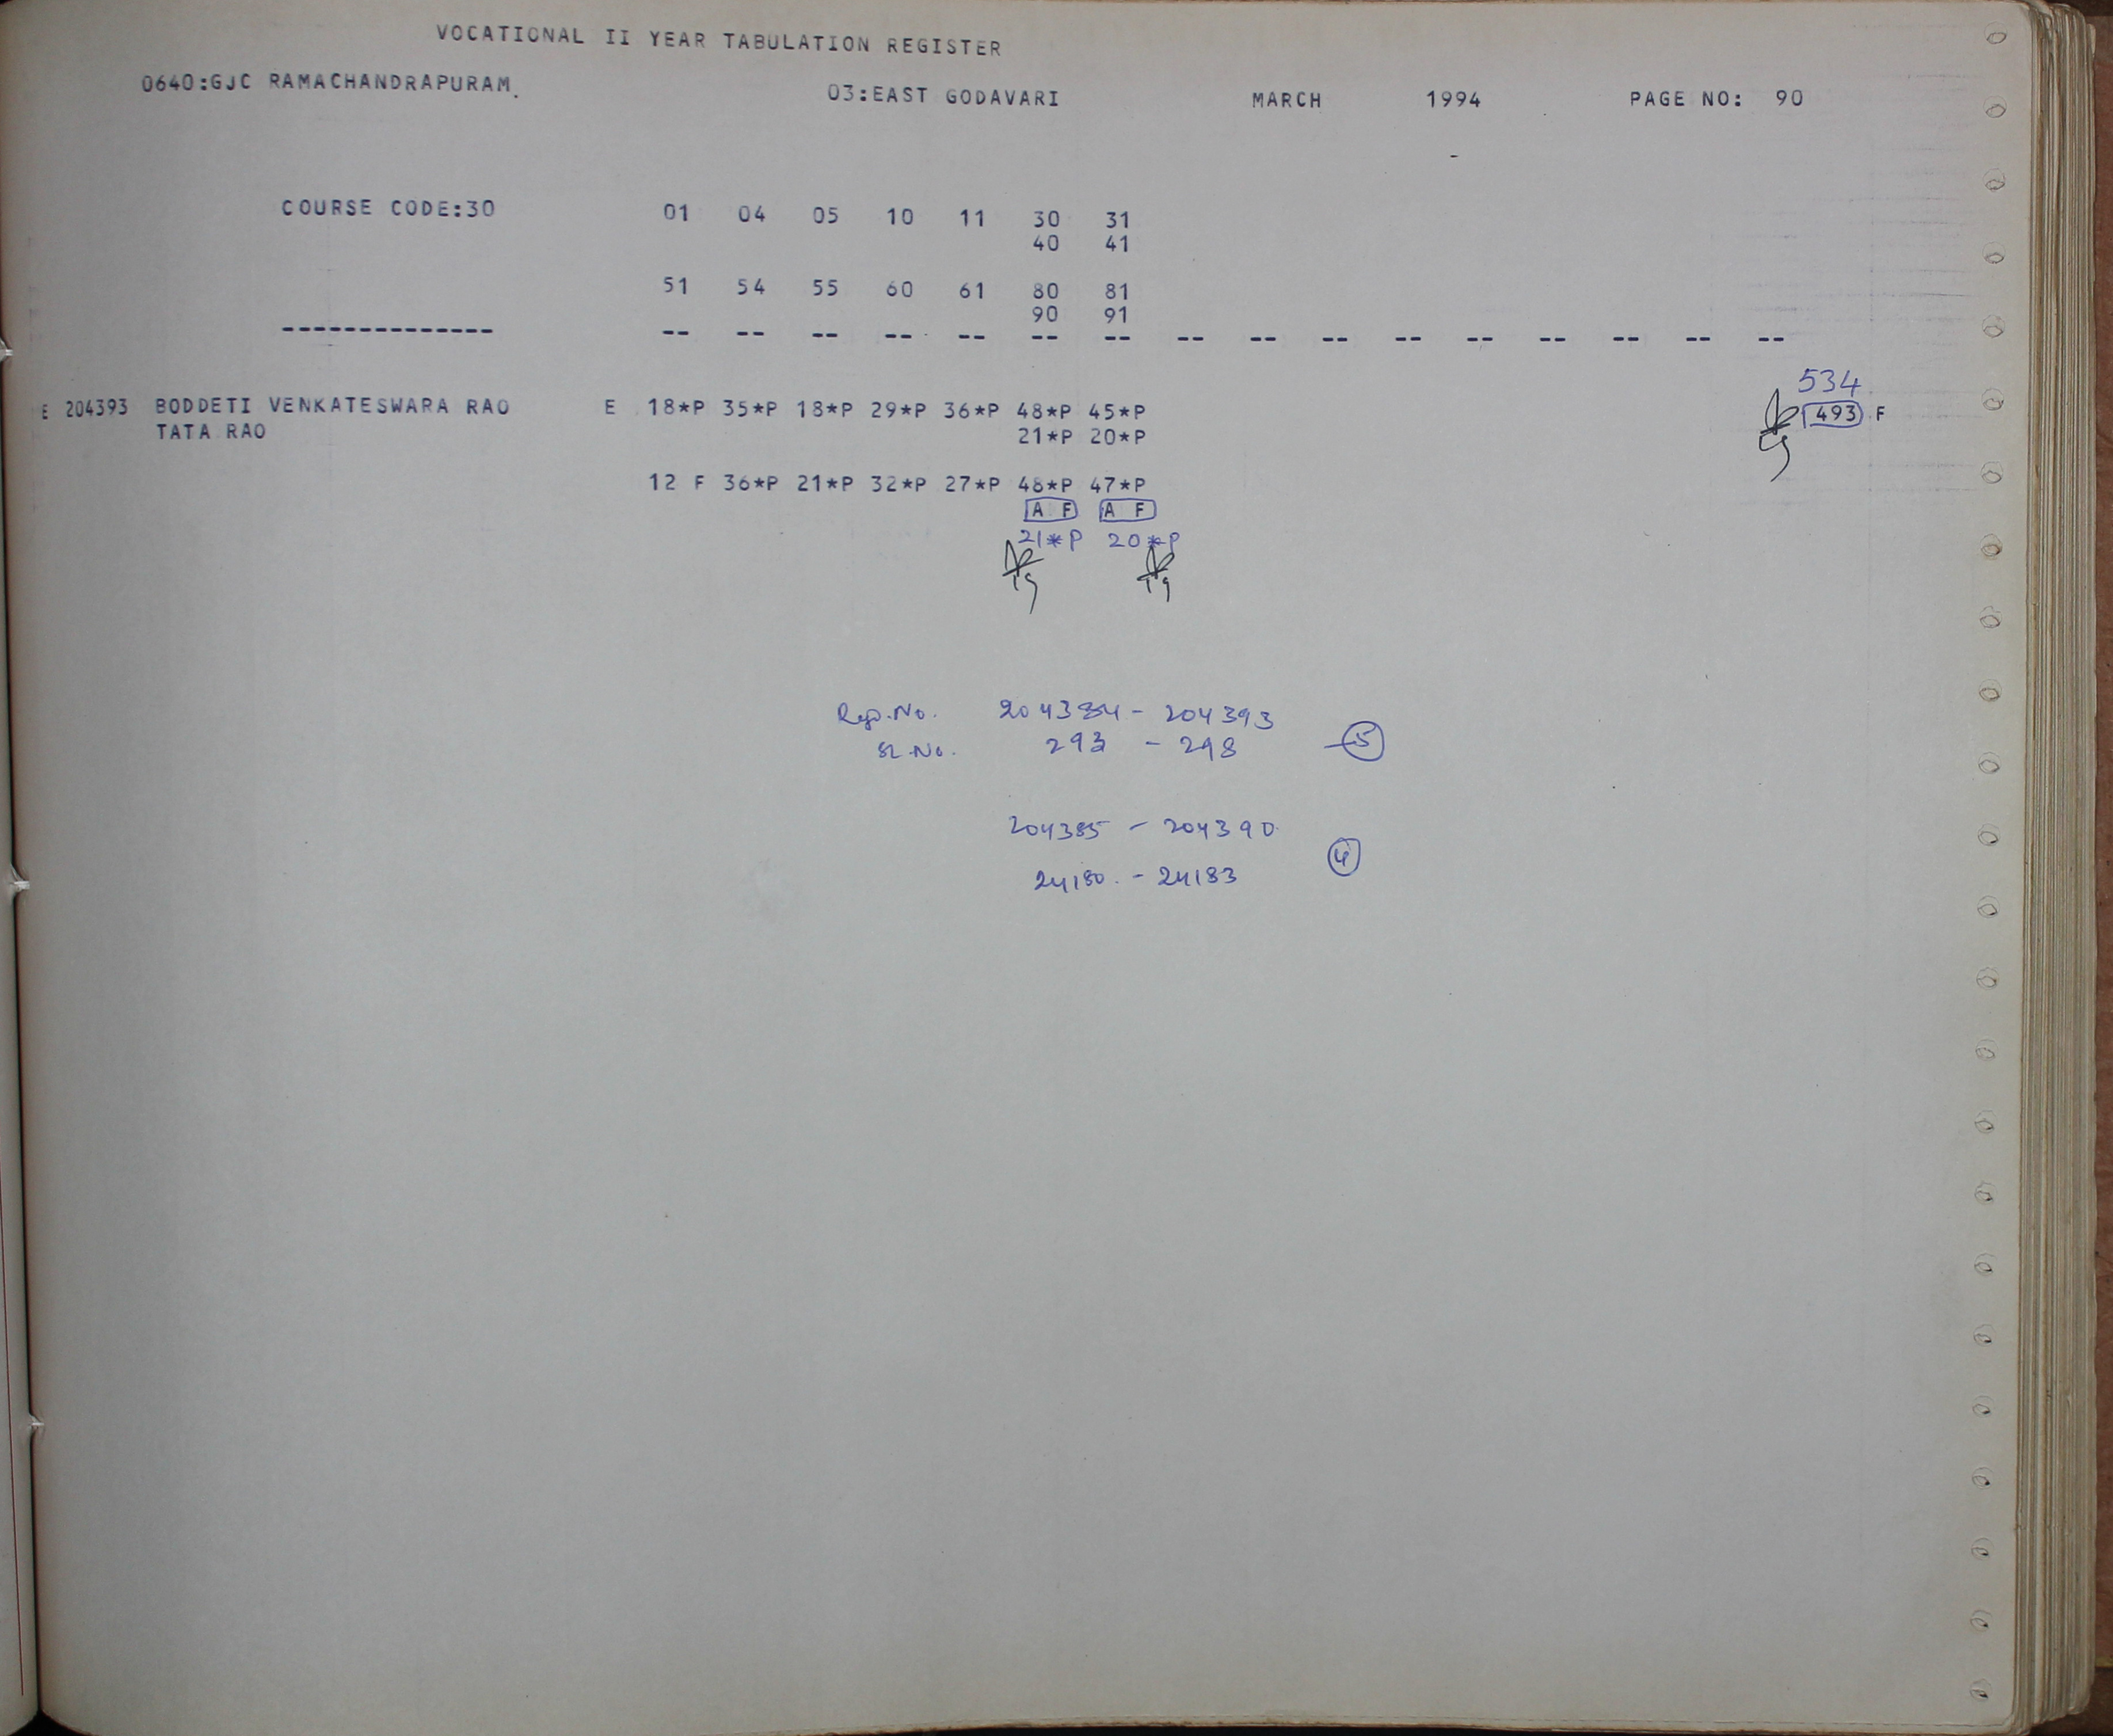 VOCATIONAL II YEAR TABULATION REGISTER
0640:GJC RAMACHANDRAPURAM. 03:EAST GODAVARI MARCH 1994 PAGE NO: 90
COURSE CODE:30 01 04 05 10 11 30 31
40 41
51 54 55 60 61 80 81
90 91
-------------- -- -- -- -- -- -- -- -- -- -- -- -- -- -- -- --
534
E 204393 BODDETI VENKATESWARA RAO E 18*P 35*P 18*P 29*P 36*P 48*P 45*P 493 F
TATA RAO 21*P 20*P
12 F 36*P 21*P 32*P 27*P 48*P 47*P
A F A F
21*P 20*P
Reg.No. 204384 - 204393
Sl.No. 293 - 298 5
204385 - 204390
4
24180. - 24183